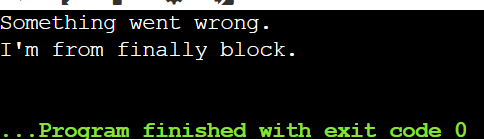 Something went wrong.
I'm from finally block.
...Program finished with exit code 0